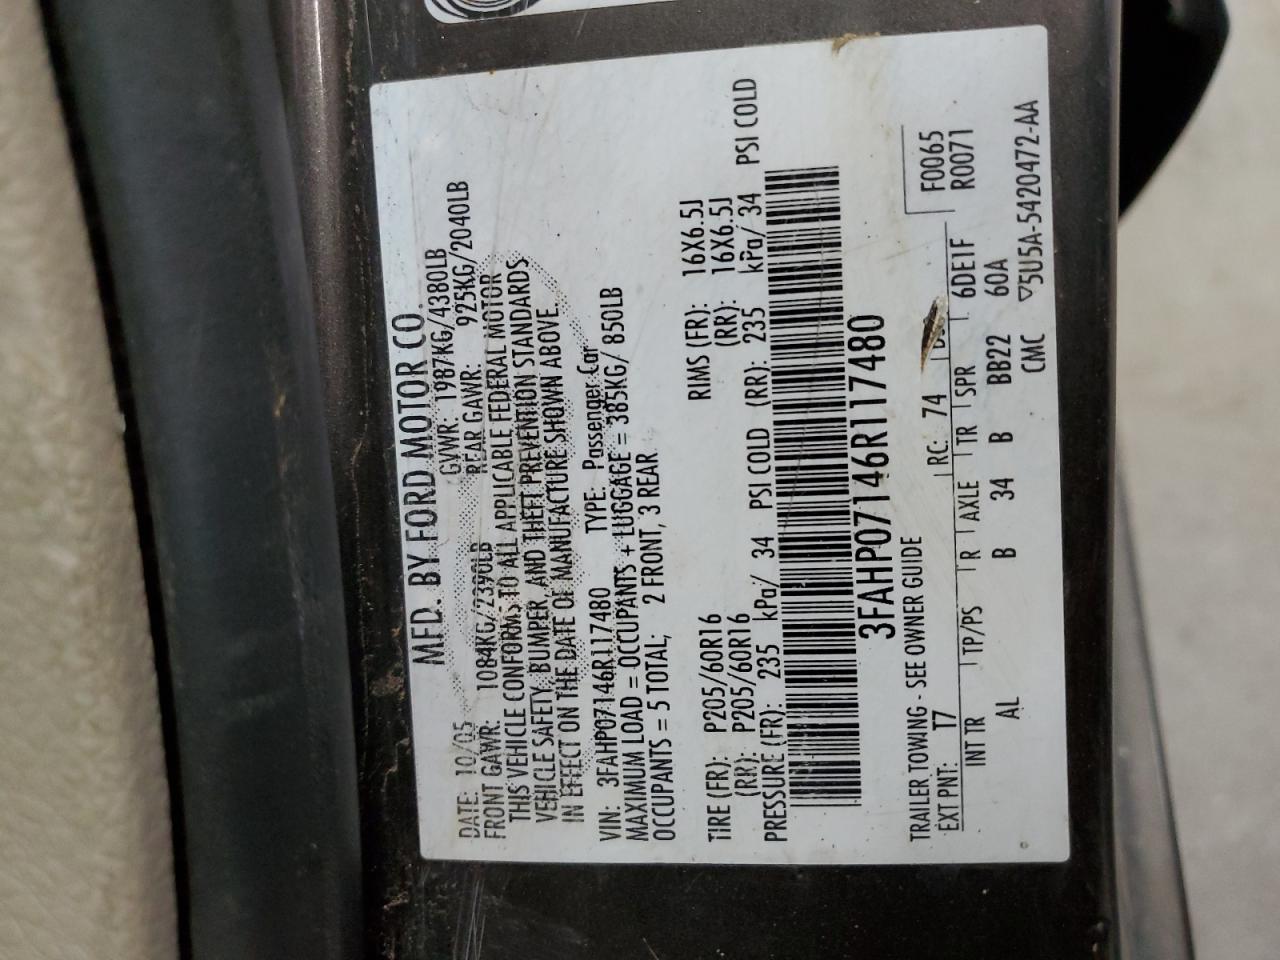 MFD. BY FORD MOTOR CO.
DATE: 10/05 GVWR: 1987KG/4380LB
FRONT GAWR: 1084KG/2390LB REAR GAWR: 925KG/2040LB
THIS VEHICLE CONFORMS TO ALL APPLICABLE FEDERAL MOTOR
VEHICLE SAFETY, BUMPER, AND THEFT PREVENTION STANDARDS
IN EFFECT ON THE DATE OF MANUFACTURE SHOWN ABOVE.
VIN: 3FAHP07146R117480 TYPE: Passenger Car
MAXIMUM LOAD = OCCUPANTS + LUGGAGE = 385KG/ 850LB
OCCUPANTS = 5 TOTAL; 2 FRONT, 3 REAR
TIRE (FR): P205/60R16 RIMS (FR): 16X6.5J
(RR): P205/60R16 (RR): 16X6.5J
PRESSURE (FR): 235 kPa/ 34 PSI COLD (RR): 235 kPa/ 34 PSI COLD
3FAHP07146R117480
TRAILER TOWING - SEE OWNER GUIDE F0065
EXT PNT: T7 RC: 74 6DE1F R0071
INT TR TP/PS R AXLE TR SPR
AL B 34 B BB22 60A
CMC ▽5U5A-5420472-AA